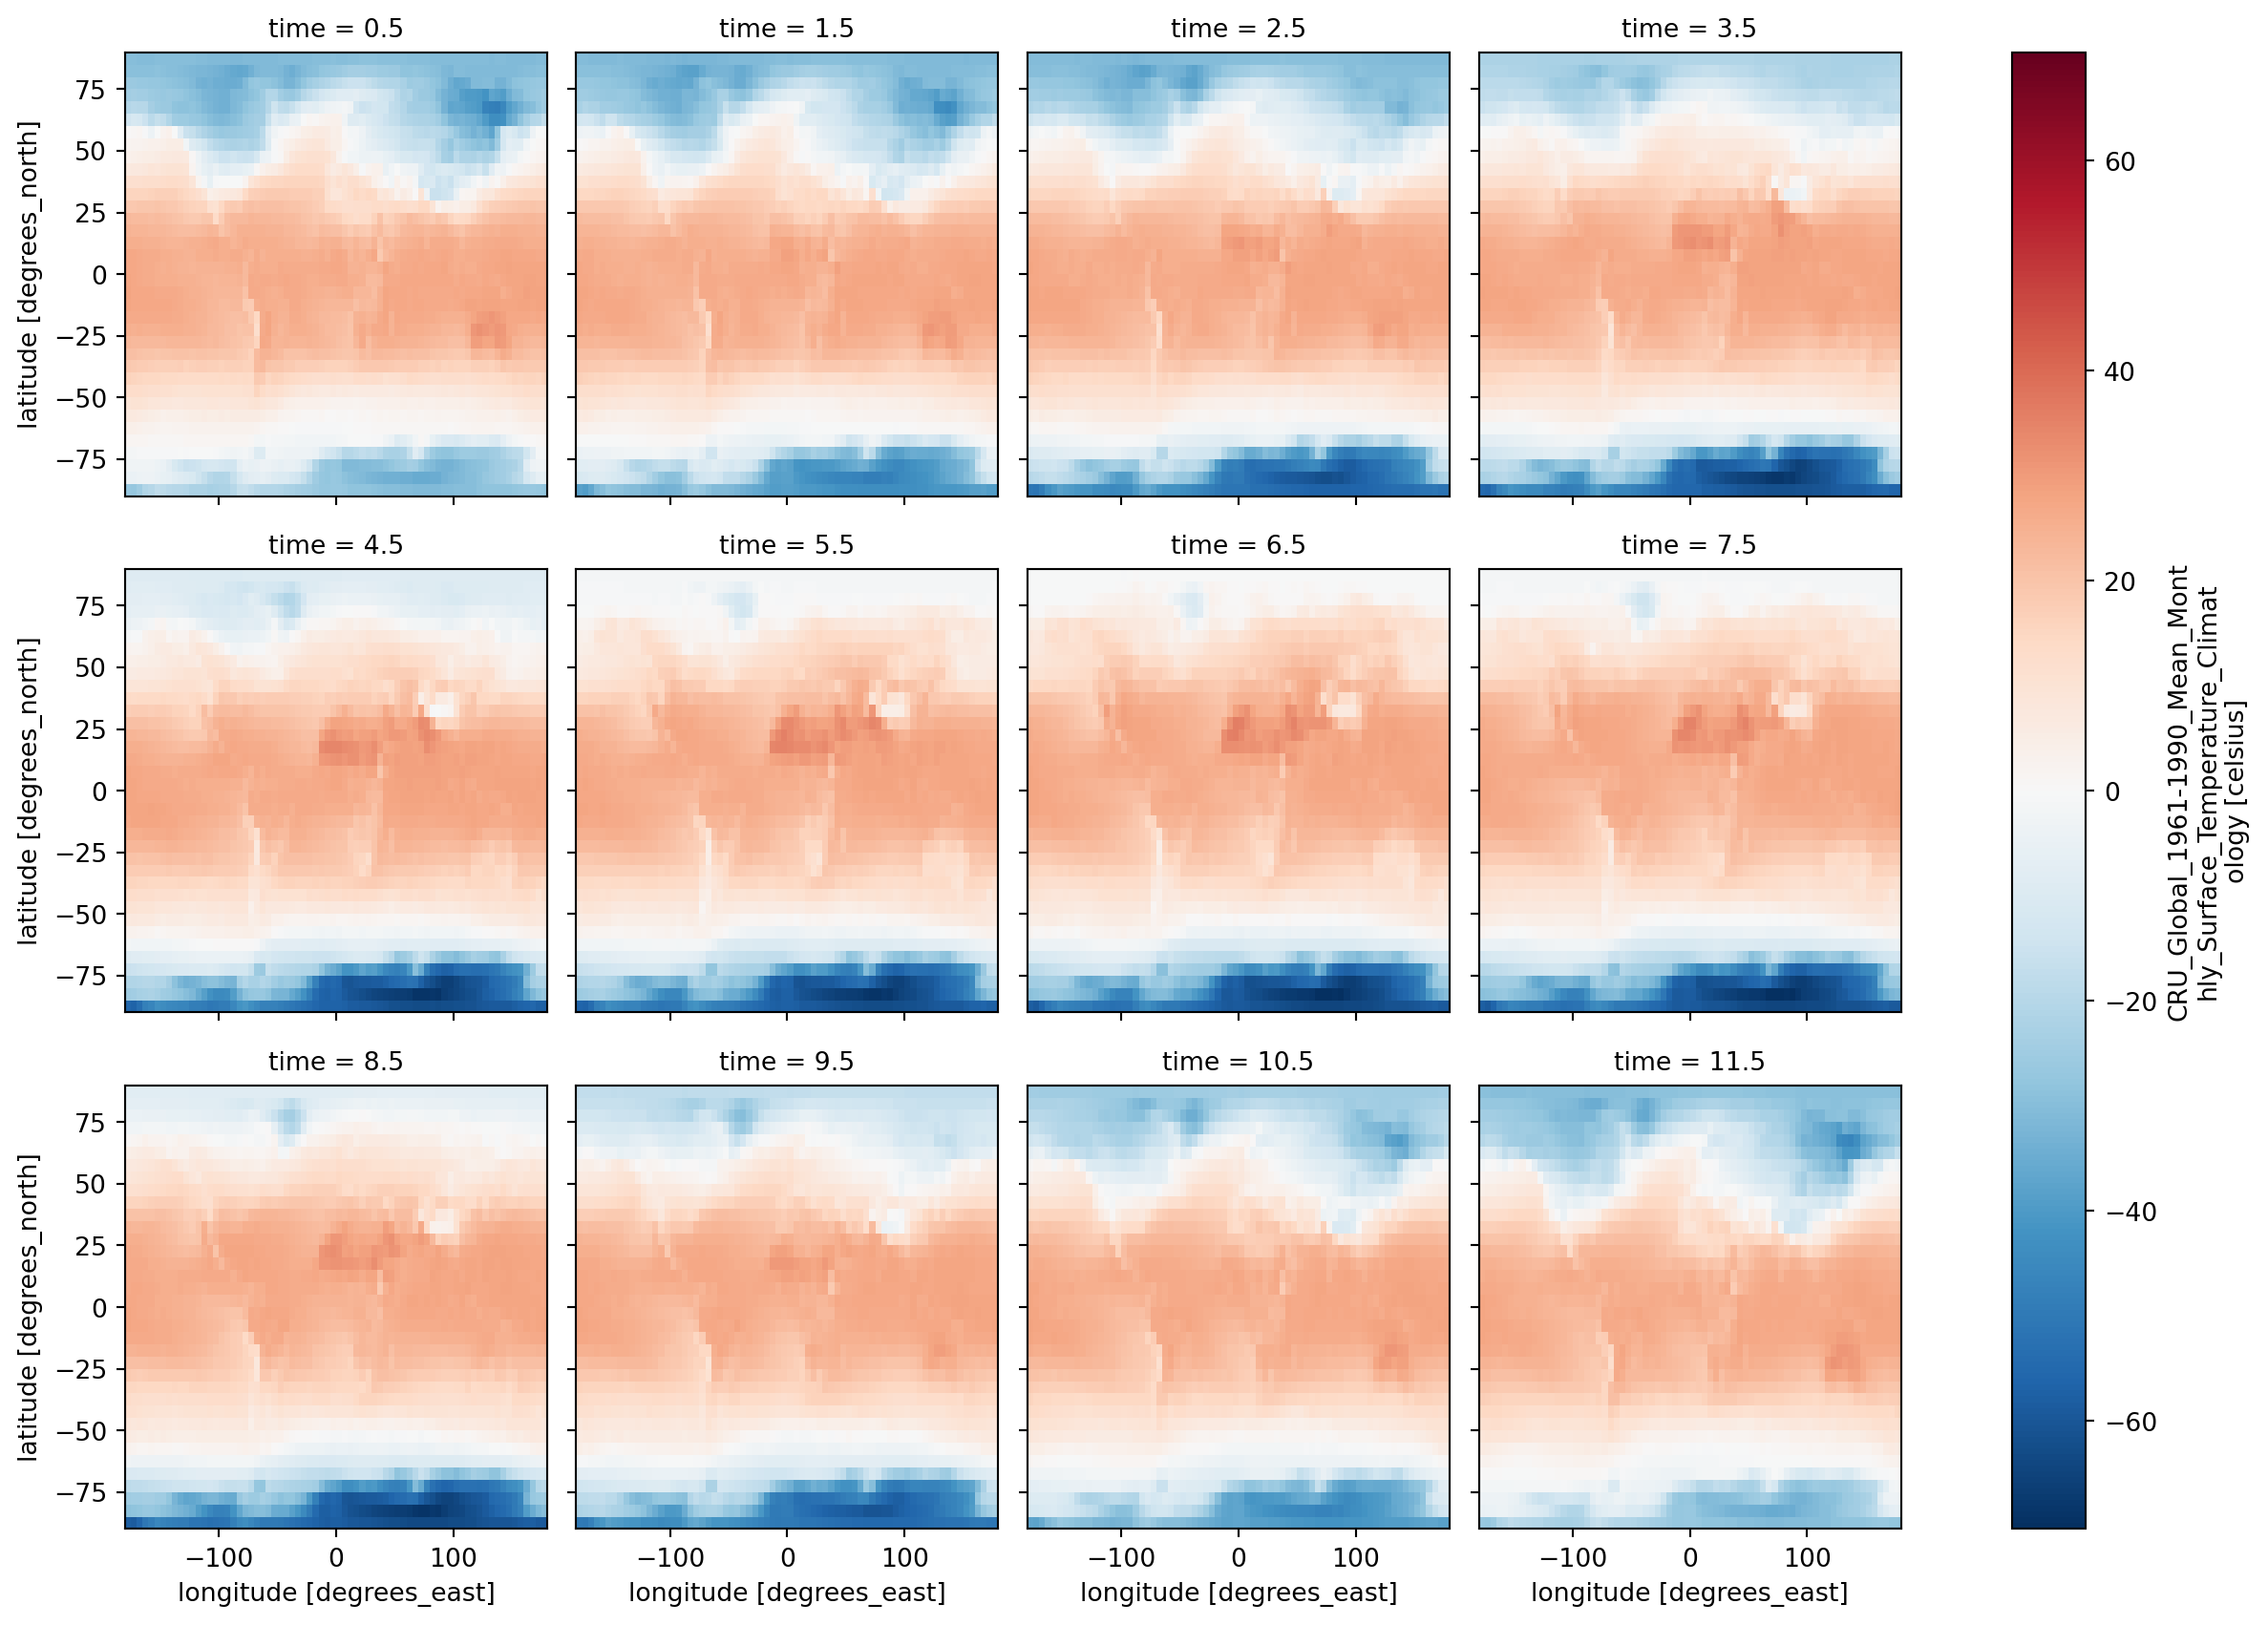 time = 0.5
time = 1.5
time = 2.5
time = 3.5
latitude [degrees_north]
75
50
25
0
−25
−50
−75
time = 4.5
time = 5.5
time = 6.5
time = 7.5
latitude [degrees_north]
75
50
25
0
−25
−50
−75
time = 8.5
time = 9.5
time = 10.5
time = 11.5
latitude [degrees_north]
75
50
25
0
−25
−50
−75
−100 0 100
−100 0 100
−100 0 100
−100 0 100
longitude [degrees_east]
longitude [degrees_east]
longitude [degrees_east]
longitude [degrees_east]
60
40
20
0
−20
−40
−60
CRU_Global_1961-1990_Mean_Mont
hly_Surface_Temperature_Climat
ology [celsius]